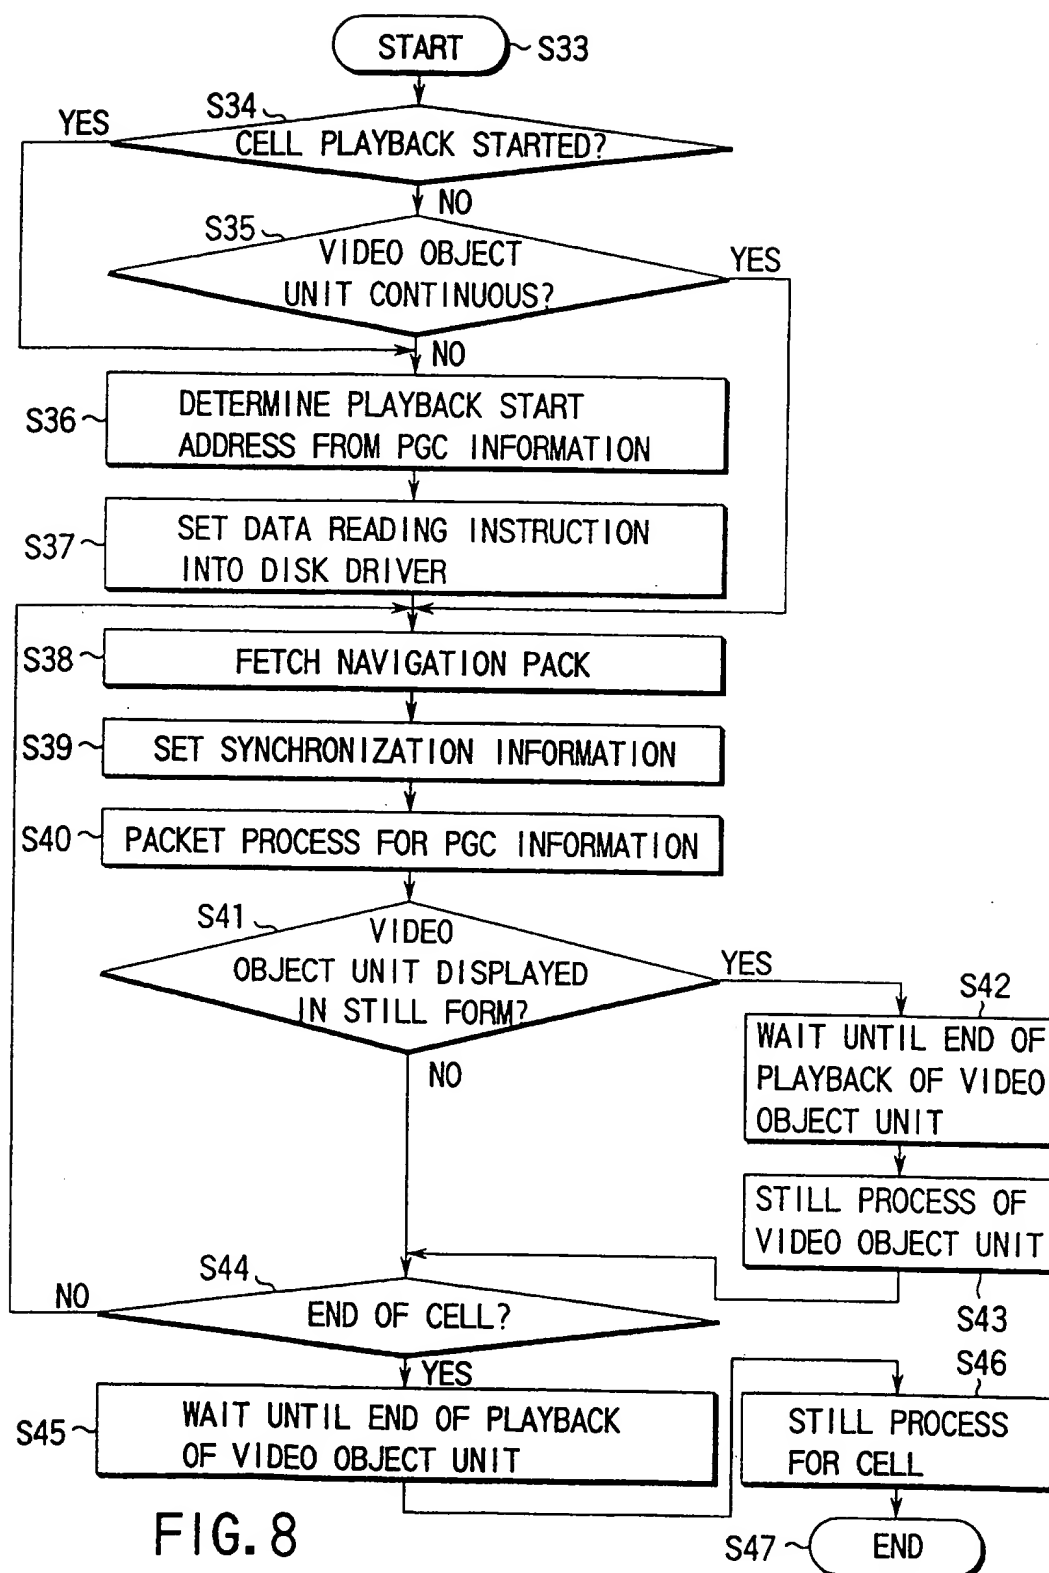 START
S33
S34
YES
CELL PLAYBACK STARTED?
NO
S35
VIDEO OBJECT
UNIT CONTINUOUS?
YES
NO
S36
DETERMINE PLAYBACK START
ADDRESS FROM PGC INFORMATION
S37
SET DATA READING INSTRUCTION
INTO DISK DRIVER
S38
FETCH NAVIGATION PACK
S39
SET SYNCHRONIZATION INFORMATION
S40
PACKET PROCESS FOR PGC INFORMATION
S41
VIDEO
OBJECT UNIT DISPLAYED
IN STILL FORM?
YES
NO
S42
WAIT UNTIL END OF
PLAYBACK OF VIDEO
OBJECT UNIT
STILL PROCESS OF
VIDEO OBJECT UNIT
S43
S44
NO
END OF CELL?
YES
S45
WAIT UNTIL END OF PLAYBACK
OF VIDEO OBJECT UNIT
S46
STILL PROCESS
FOR CELL
S47
END
FIG. 8